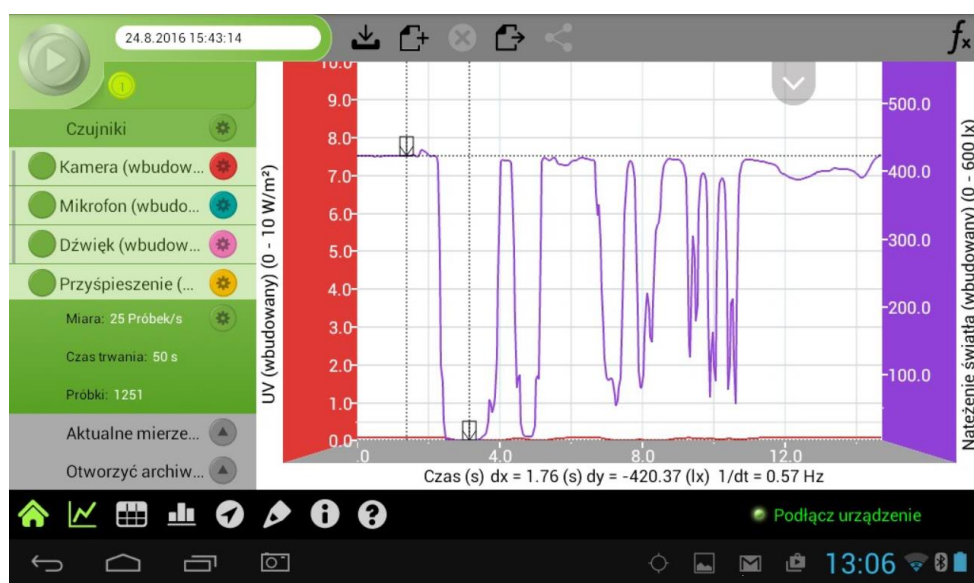 24.8.2016 15:43:14
fx
Czujniki
Kamera (wbudow...
Mikrofon (wbudo...
Dźwięk (wbudow...
Przyśpieszenie (...
Miara: 25 Próbek/s
Czas trwania: 50 s
Próbki: 1251
Aktualne mierze...
Otworzyć archiw...
UV (wbudowany) (0 - 10 W/m²)
10.0
9.0
8.0
7.0
6.0
5.0
4.0
3.0
2.0
1.0
0.0
.0 4.0 8.0 12.0
500.0
400.0
300.0
200.0
100.0
Natężenie światła (wbudowany) (0 - 600 lx)
Czas (s) dx = 1.76 (s) dy = -420.37 (lx) 1/dt = 0.57 Hz
Podłącz urządzenie
13:06